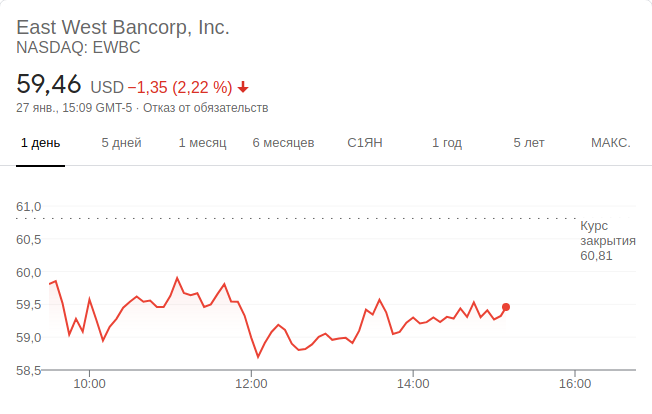 East West Bancorp, Inc.
NASDAQ: EWBC
59,46 USD −1,35 (2,22 %)
27 янв., 15:09 GMT-5 · Отказ от обязательств
1 день 5 дней 1 месяц 6 месяцев С1ЯН 1 год 5 лет МАКС.
61,0
Курс
закрытия
60,81
60,5
60,0
59,5
59,0
58,5
10:00 12:00 14:00 16:00